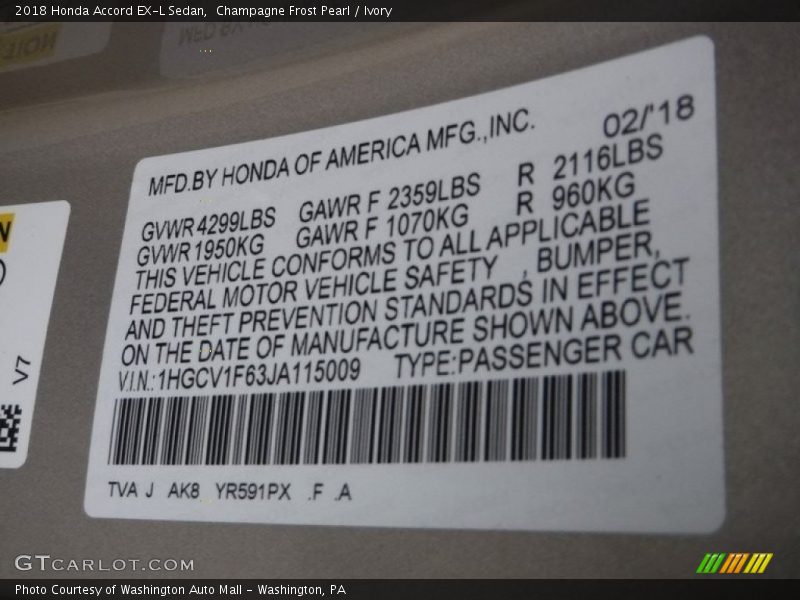 2018 Honda Accord EX-L Sedan,  Champagne Frost Pearl / Ivory
MFD.BY HONDA OF AMERICA MFG.,INC. 02/'18
GVWR 4299LBS GAWR F 2359LBS R 2116LBS
GVWR 1950KG GAWR F 1070KG R 960KG
THIS VEHICLE CONFORMS TO ALL APPLICABLE
FEDERAL MOTOR VEHICLE SAFETY , BUMPER,
AND THEFT PREVENTION STANDARDS IN EFFECT
ON THE DATE OF MANUFACTURE SHOWN ABOVE.
V.I.N.:1HGCV1F63JA115009 TYPE:PASSENGER CAR
TVA J AK8 YR591PX .F .A
V7
GTCARLOT.COM
Photo Courtesy of Washington Auto Mall - Washington, PA